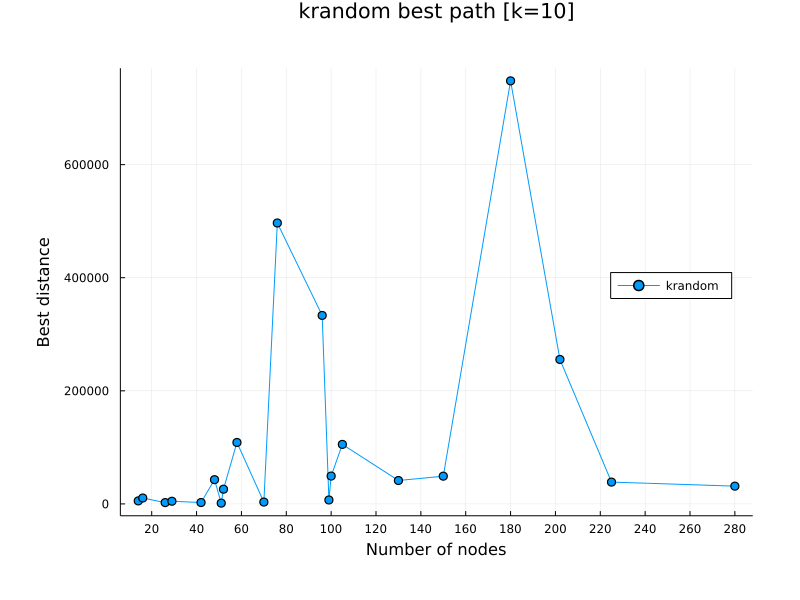 krandom best path [k=10]
Best distance
600000
400000
200000
0
krandom
20 40 60 80 100 120 140 160 180 200 220 240 260 280
Number of nodes